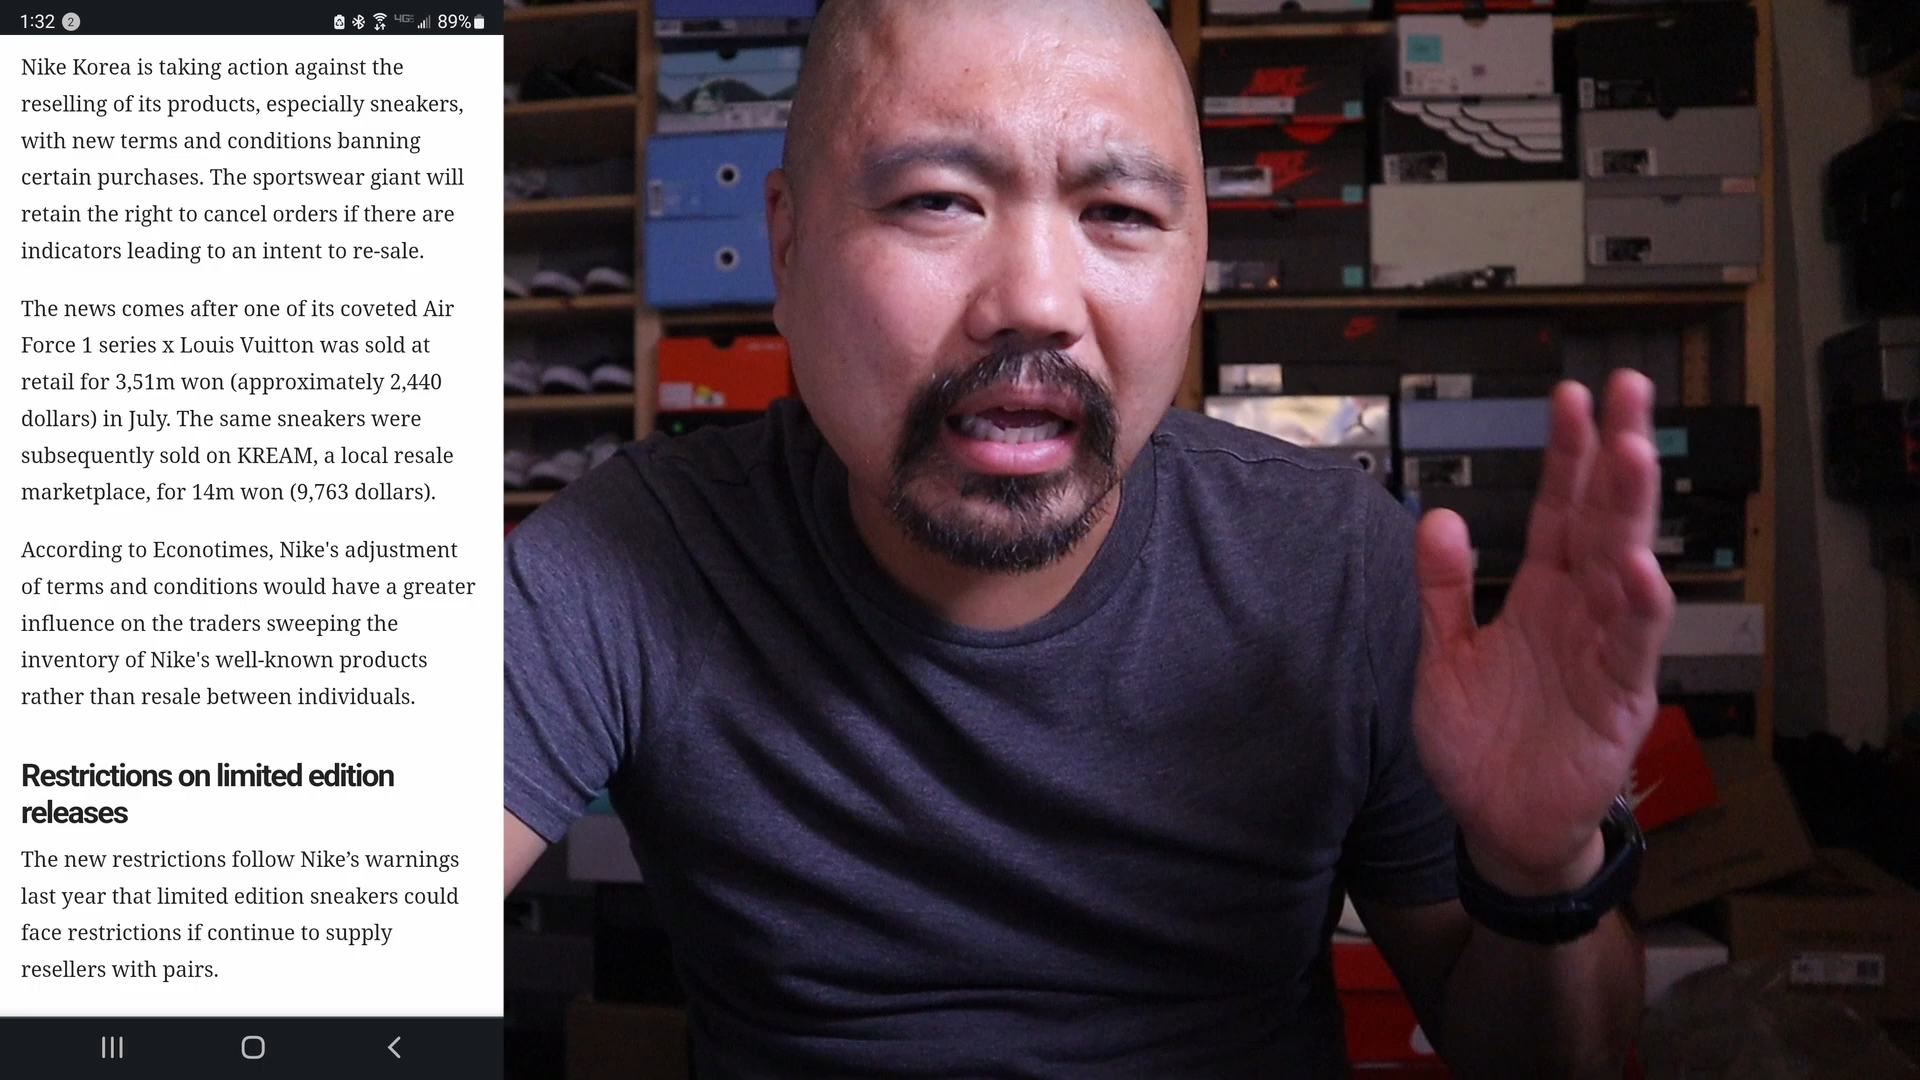 1:32 2 4GE 89%
Nike Korea is taking action against the
reselling of its products, especially sneakers,
with new terms and conditions banning
certain purchases. The sportswear giant will
retain the right to cancel orders if there are
indicators leading to an intent to re-sale.
The news comes after one of its coveted Air
Force 1 series x Louis Vuitton was sold at
retail for 3,51m won (approximately 2,440
dollars) in July. The same sneakers were
subsequently sold on KREAM, a local resale
marketplace, for 14m won (9,763 dollars).
According to Econotimes, Nike's adjustment
of terms and conditions would have a greater
influence on the traders sweeping the
inventory of Nike's well-known products
rather than resale between individuals.
Restrictions on limited edition
releases
The new restrictions follow Nike’s warnings
last year that limited edition sneakers could
face restrictions if continue to supply
resellers with pairs.
NIKE
NIKE